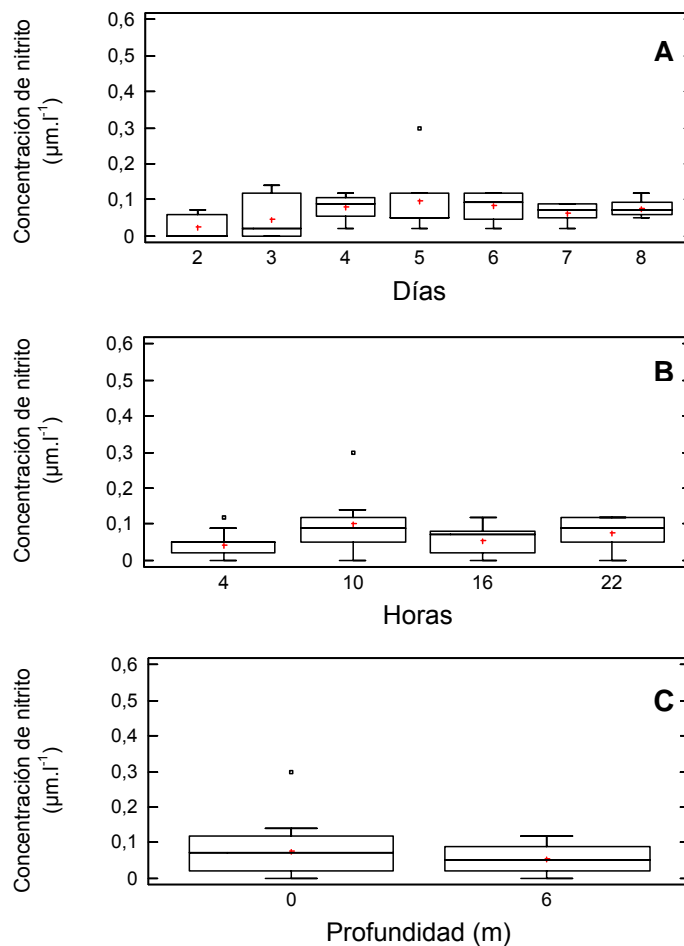 Concentración de nitrito
(µm.l-1)
0,6
0,5
0,4
0,3
0,2
0,1
0
A
2 3 4 5 6 7 8
Días
Concentración de nitrito
(µm.l-1)
0,6
0,5
0,4
0,3
0,2
0,1
0
B
4 10 16 22
Horas
Concentración de nitrito
(µm.l-1)
0,6
0,5
0,4
0,3
0,2
0,1
0
C
0 6
Profundidad (m)